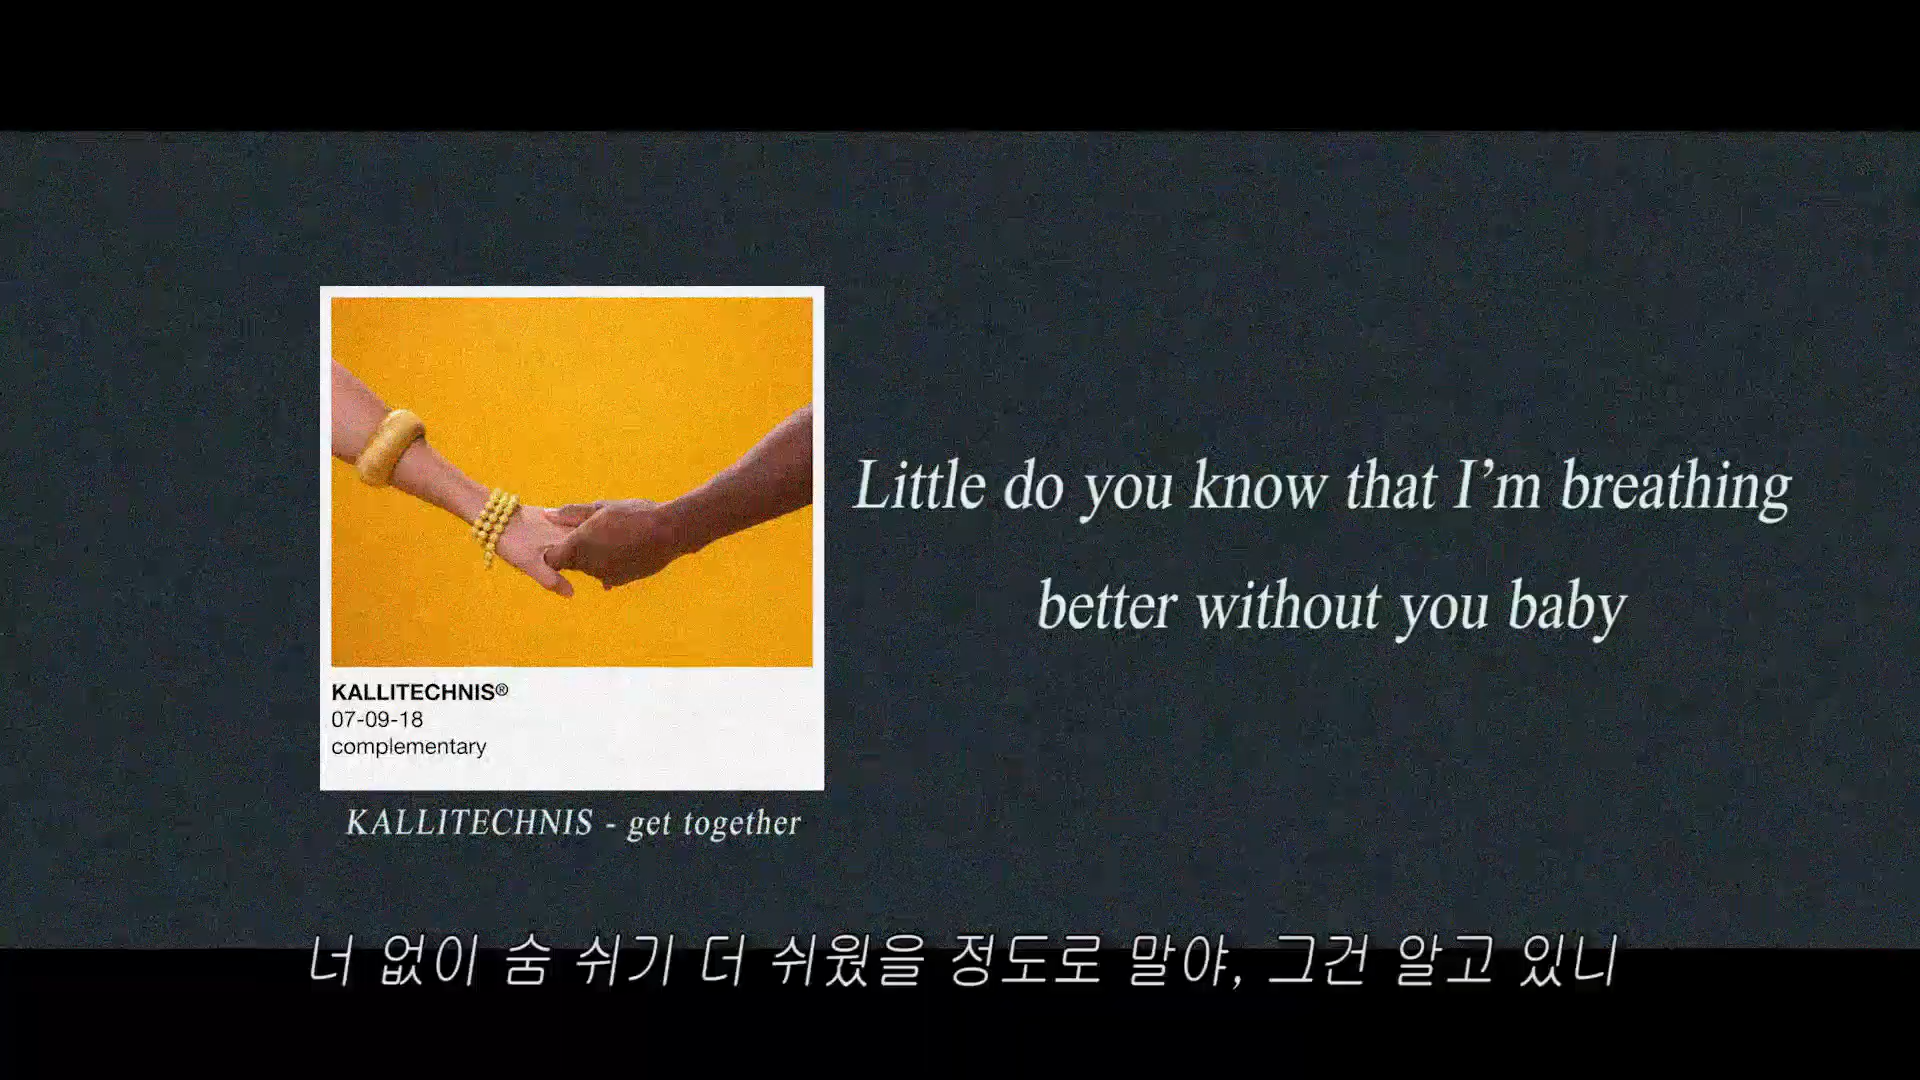 Little do you know that I’m breathing
better without you baby
KALLITECHNIS®
07-09-18
complementary
KALLITECHNIS - get together
너 없이 숨 쉬기 더 쉬웠을 정도로 말야, 그건 알고 있니